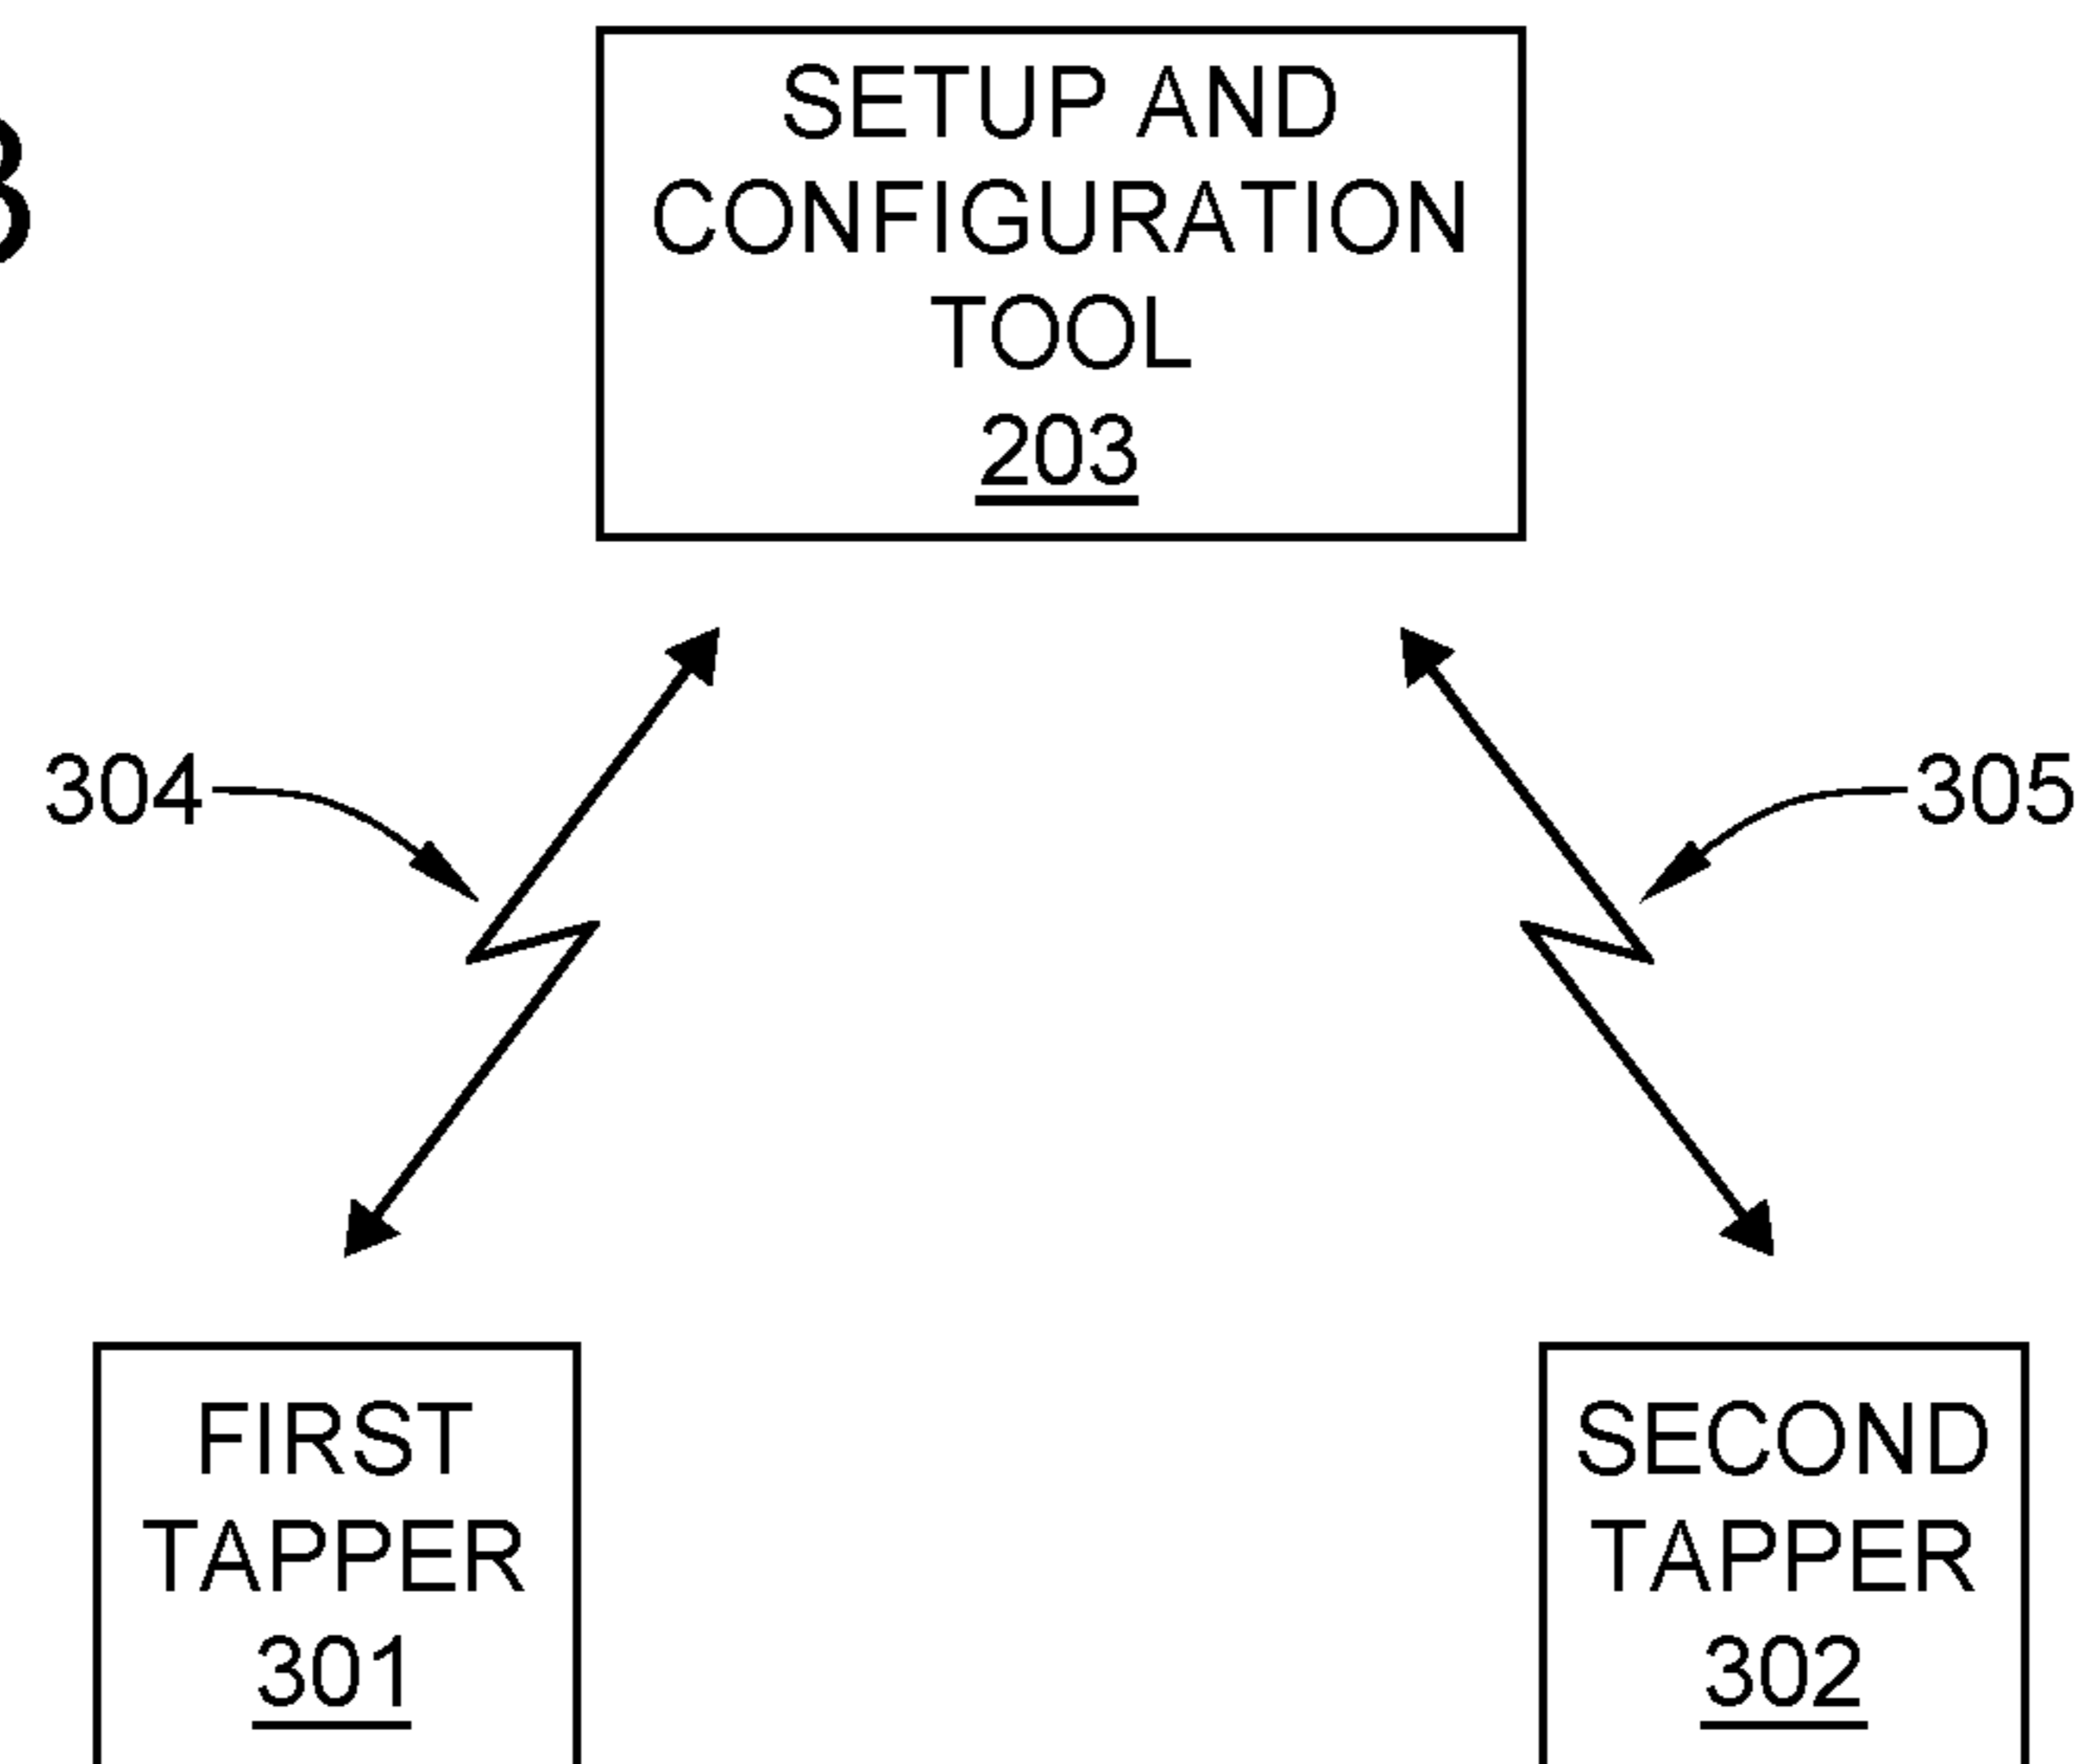 SETUP AND
CONFIGURATION
TOOL
203
304
305
FIRST
TAPPER
301
SECOND
TAPPER
302